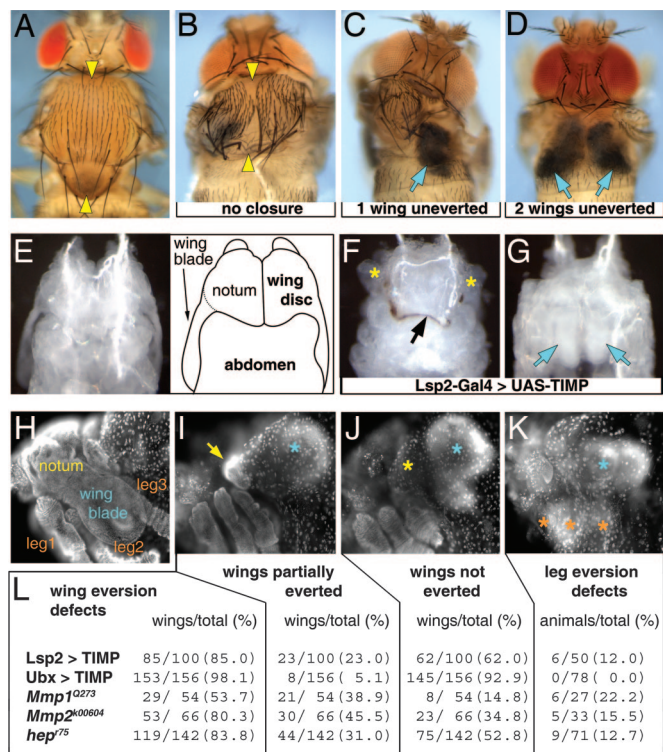 A B C D
no closure 1 wing uneverted 2 wings uneverted
E F G
wing blade
notum wing disc
abdomen
* *
Lsp2-Gal4 > UAS-TIMP
H I J K
notum
wing blade
leg3
leg1 leg2
* * * * * * *
L wing eversion defects wings partially everted wings not everted leg eversion defects
wings/total (%) wings/total (%) wings/total (%) animals/total (%)
Lsp2 > TIMP 85/100(85.0) 23/100(23.0) 62/100(62.0) 6/50(12.0)
Ubx > TIMP 153/156(98.1) 8/156( 5.1) 145/156(92.9) 0/78( 0.0)
Mmp1Q273 29/ 54(53.7) 21/ 54(38.9) 8/ 54(14.8) 6/27(22.2)
Mmp2k00604 53/ 66(80.3) 30/ 66(45.5) 23/ 66(34.8) 5/33(15.5)
hepr75 119/142(83.8) 44/142(31.0) 75/142(52.8) 9/71(12.7)